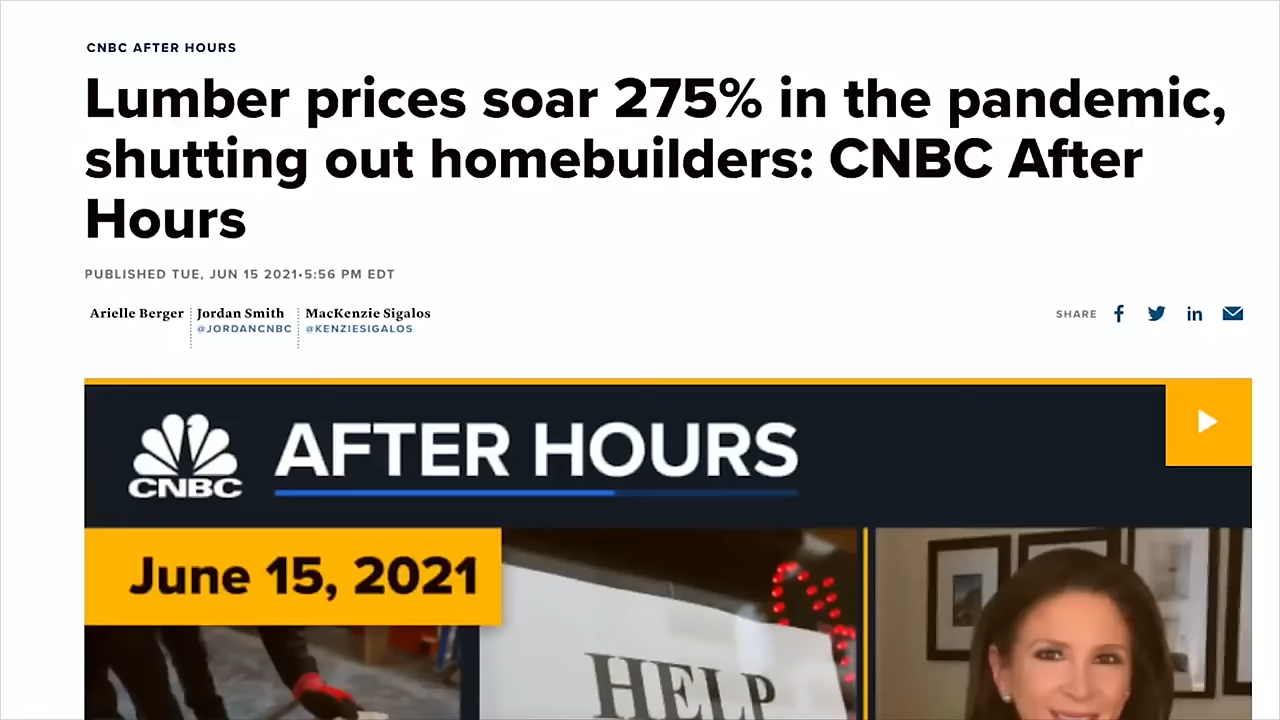 CNBC AFTER HOURS
Lumber prices soar 275% in the pandemic,
shutting out homebuilders: CNBC After
Hours
PUBLISHED TUE, JUN 15 2021•5:56 PM EDT
Arielle Berger Jordan Smith MacKenzie Sigalos
@JORDANCNBC @KENZIESIGALOS
SHARE
CNBC AFTER HOURS
June 15, 2021
HELP